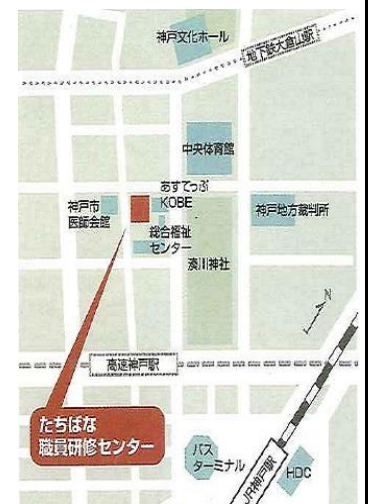 神戸文化ホール
地下鉄大倉山駅
中央体育館
あすてっぷ
KOBE
神戸市
医師会館
神戸地方裁判所
総合福祉
センター
湊川神社
N
高速神戸駅
たちばな
職員研修センター
バス
ターミナル
JR神戸駅
HDC